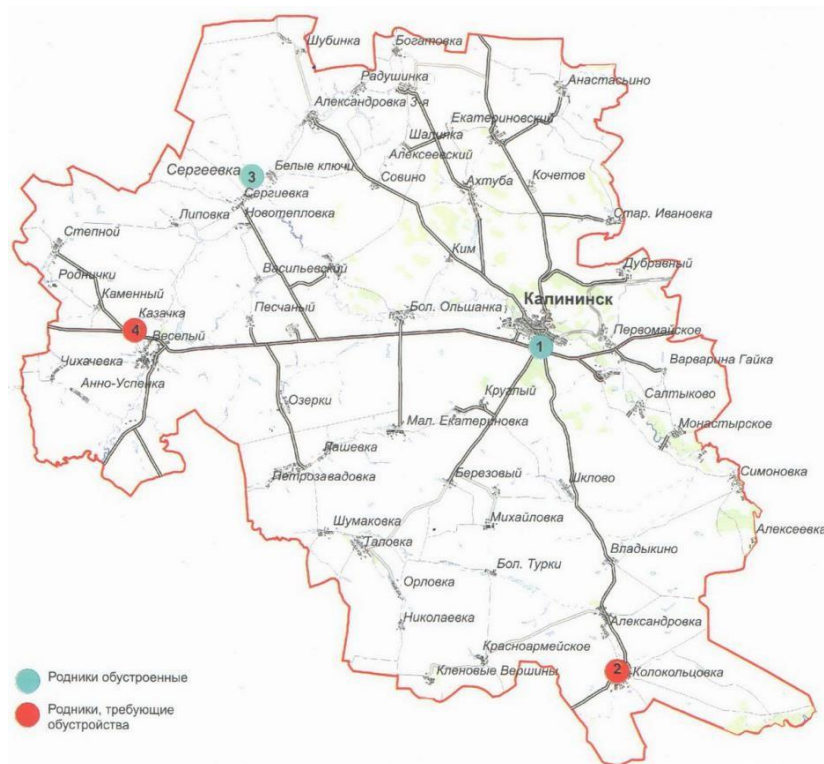 Шубинка
Богатовка
Радушинка
Анастасьино
Александровка 3-я
Екатериновский
Шалинка
Алексеевский
Сергеевка
3
Белые ключи
Совино
Ахтуба
Кочетов
Сергиевка
Липовка
Новотепловка
Стар. Ивановка
Степной
Ким
Дубравный
Роднички
Васильевский
Каменный
Песчаный
Бол. Ольшанка
Калининск
Казачка
4
Веселый
1
Первомайское
Чихачевка
Варварина Гайка
Анно-Успенка
Круглый
Салтыково
Озерки
Мал. Екатериновка
Монастырское
Лашевка
Петрозавадовка
Березовый
Шклово
Симоновка
Шумаковка
Михайловка
Таловка
Алексеевка
Владыкино
Бол. Турки
Орловка
Николаевка
Александровка
Красноармейское
Кленовые Вершины
2
Колокольцовка
Родники обустроенные
Родники, требующие
обустройства